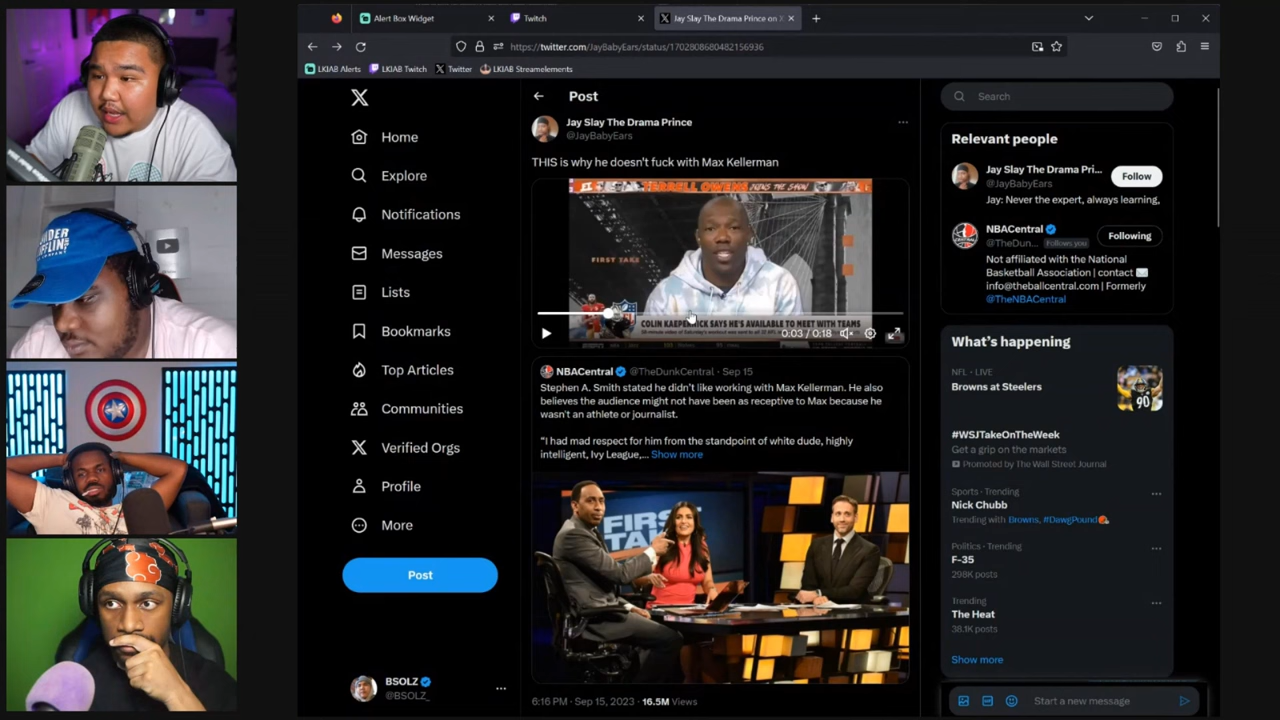 Alert Box Widget
Twitch
Jay Slay The Drama Prince on X
https://twitter.com/JayBabyEars/status/1702808680482156936
LKIAB Alerts
LKIAB Twitch
Twitter
LKIAB Streamelements
Home
Explore
Notifications
Messages
Lists
Bookmarks
Top Articles
Communities
Verified Orgs
Profile
More
Post
BSOLZ
@BSOLZ_
Post
Jay Slay The Drama Prince
@JayBabyEars
THIS is why he doesn't fuck with Max Kellerman
TERRELL OWENS JOINS THE SHOW
FIRST TAKE
COLIN KAEPERNICK SAYS HE'S AVAILABLE TO MEET WITH TEAMS
0:03 / 0:18
NBACentral @TheDunkCentral · Sep 15
Stephen A. Smith stated he didn't like working with Max Kellerman. He also
believes the audience might not have been as receptive to Max because he
wasn't an athlete or journalist.
"I had mad respect for him from the standpoint of white dude, highly
intelligent, Ivy League,... Show more
FIRST TAKE
6:16 PM · Sep 15, 2023 · 16.5M Views
Search
Relevant people
Jay Slay The Drama Pri...
@JayBabyEars
Follow
Jay: Never the expert, always learning,
NBACentral
@TheDun... Follows you
Following
Not affiliated with the National
Basketball Association | contact
info@theballcentral.com | Formerly
@TheNBACentral
What's happening
NFL · LIVE
Browns at Steelers
90
#WSJTakeOnTheWeek
Get a grip on the markets
Promoted by The Wall Street Journal
Sports · Trending
Nick Chubb
Trending with Browns, #DawgPound
Politics · Trending
F-35
298K posts
Trending
The Heat
38.1K posts
Show more
Start a new message